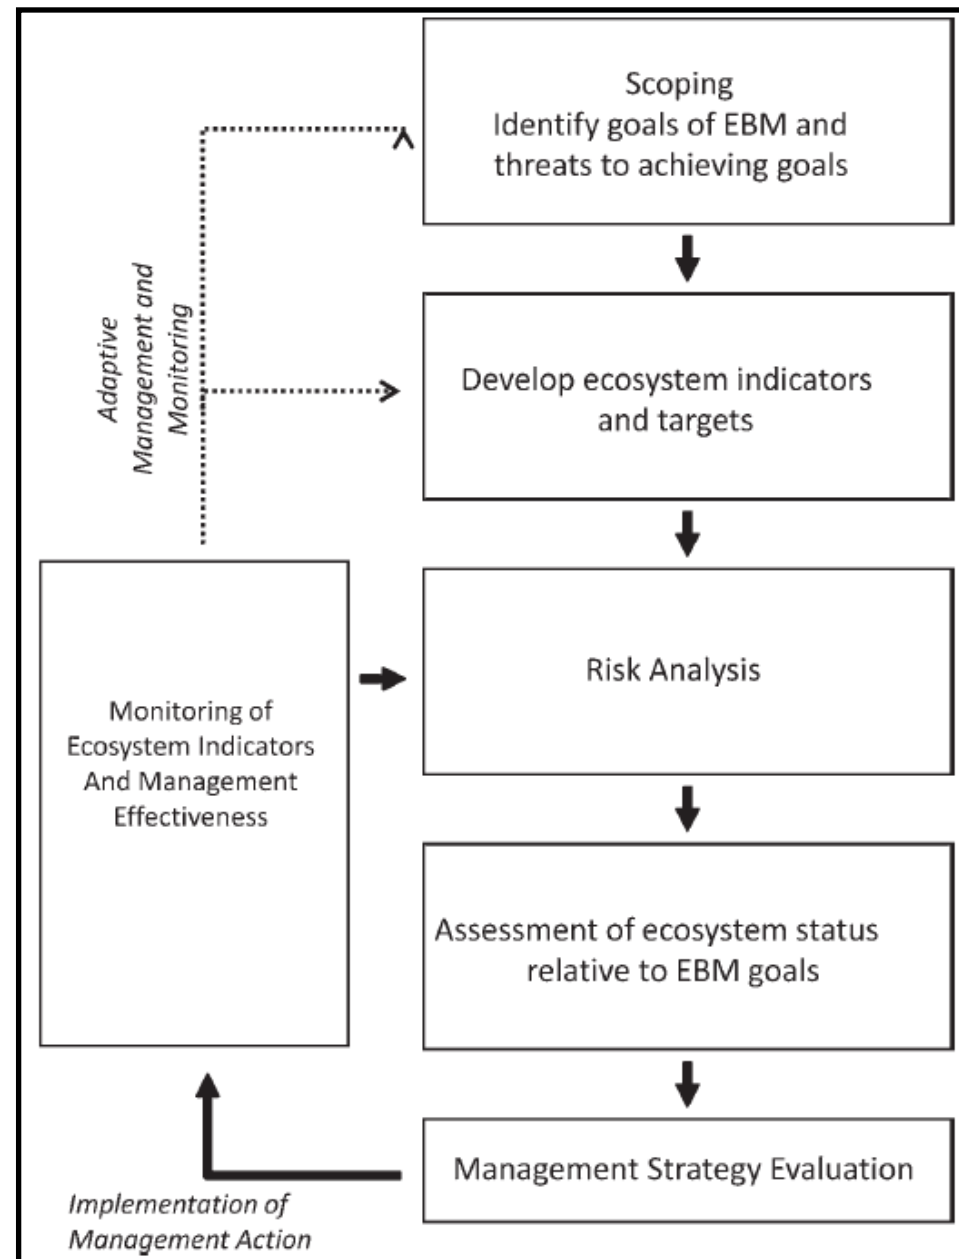 Scoping
Identify goals of EBM and
threats to achieving goals
Adaptive
Management and
Monitoring
Develop ecosystem indicators
and targets
Risk Analysis
Monitoring of
Ecosystem Indicators
And Management
Effectiveness
Assessment of ecosystem status
relative to EBM goals
Management Strategy Evaluation
Implementation of
Management Action